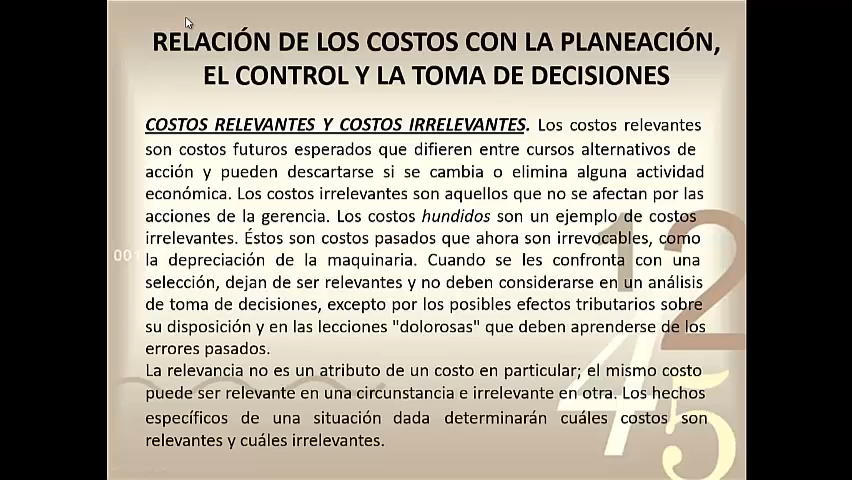 RELACIÓN DE LOS COSTOS CON LA PLANEACIÓN,
EL CONTROL Y LA TOMA DE DECISIONES
COSTOS RELEVANTES Y COSTOS IRRELEVANTES. Los costos relevantes
son costos futuros esperados que difieren entre cursos alternativos de
acción y pueden descartarse si se cambia o elimina alguna actividad
económica. Los costos irrelevantes son aquellos que no se afectan por las
acciones de la gerencia. Los costos hundidos son un ejemplo de costos
irrelevantes. Éstos son costos pasados que ahora son irrevocables, como
la depreciación de la maquinaria. Cuando se les confronta con una
selección, dejan de ser relevantes y no deben considerarse en un análisis
de toma de decisiones, excepto por los posibles efectos tributarios sobre
su disposición y en las lecciones "dolorosas" que deben aprenderse de los
errores pasados.
La relevancia no es un atributo de un costo en particular; el mismo costo
puede ser relevante en una circunstancia e irrelevante en otra. Los hechos
específicos de una situación dada determinarán cuáles costos son
relevantes y cuáles irrelevantes.
1
2
4
5